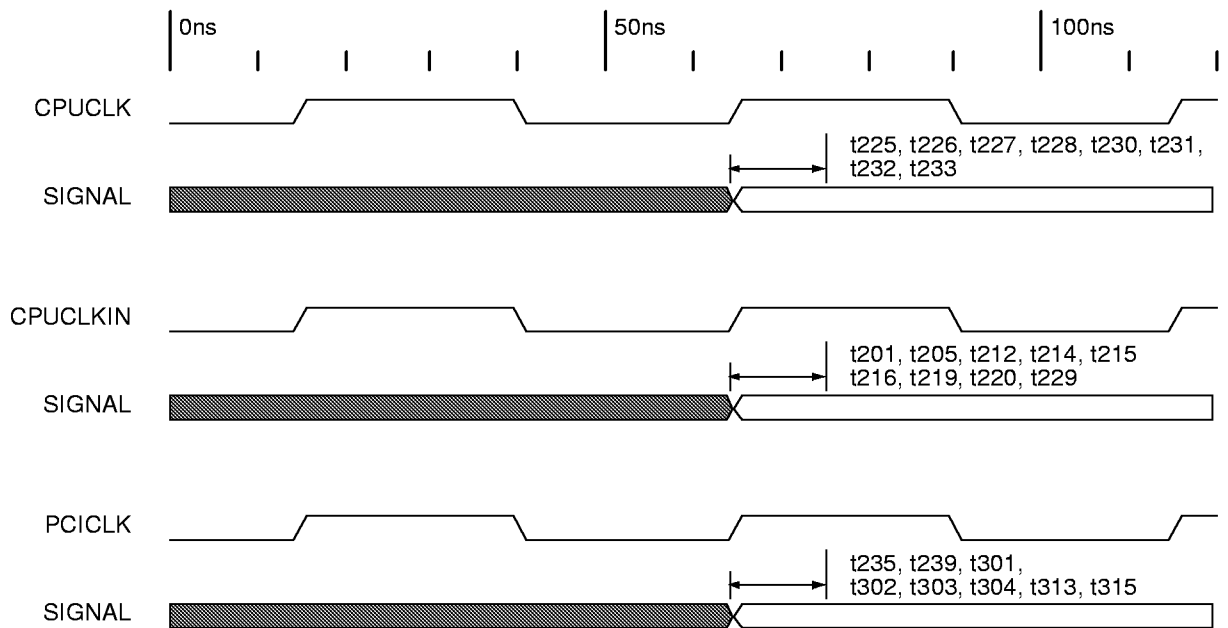 0ns
50ns
100ns
CPUCLK
t225, t226, t227, t228, t230, t231,
t232, t233
SIGNAL
CPUCLKIN
t201, t205, t212, t214, t215
t216, t219, t220, t229
SIGNAL
PCICLK
t235, t239, t301,
t302, t303, t304, t313, t315
SIGNAL